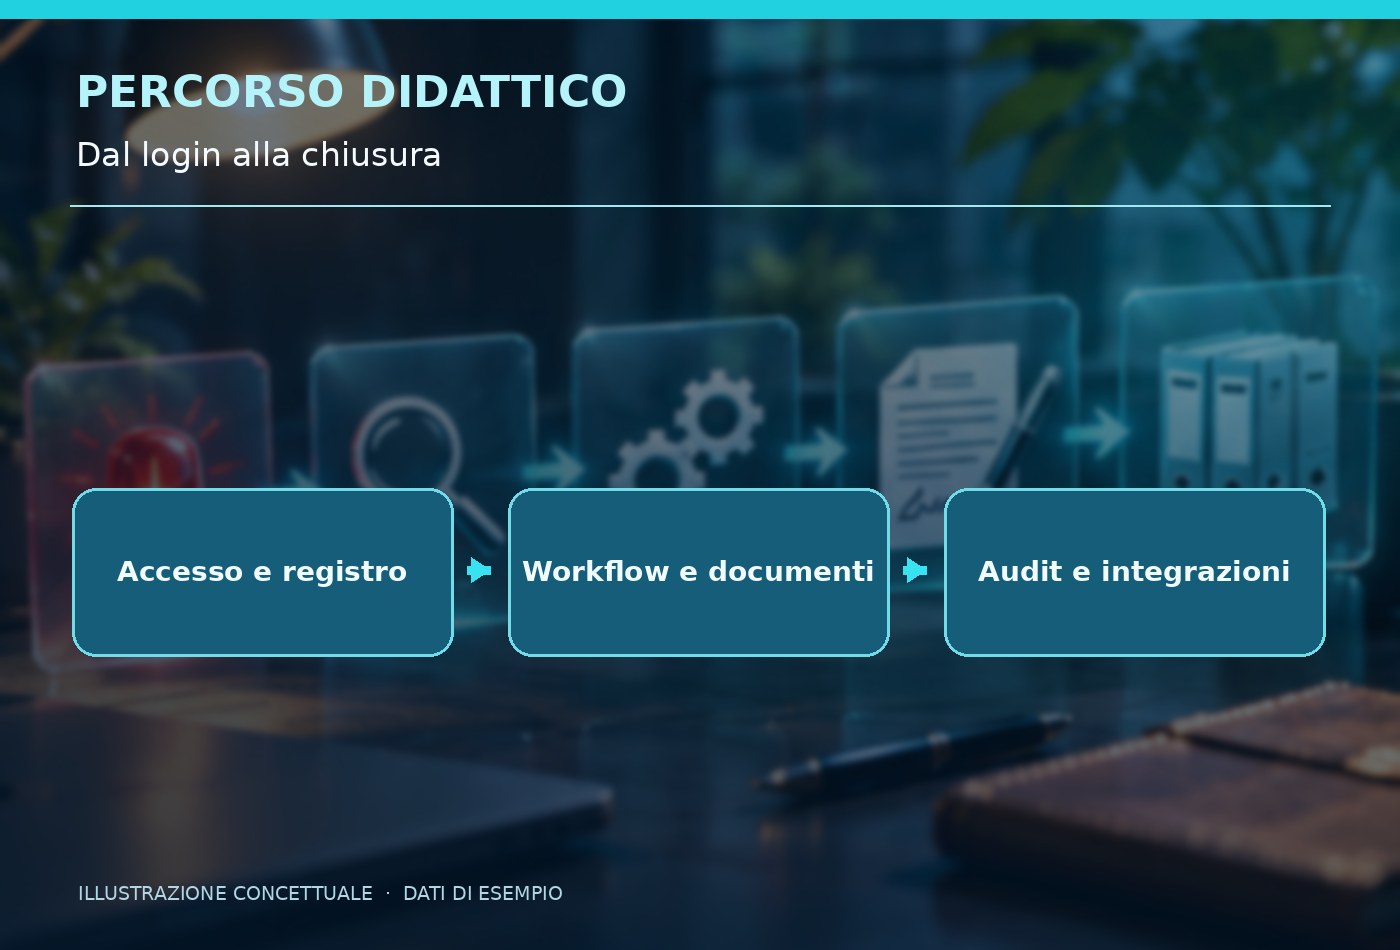 PERCORSO DIDATTICO
Dal login alla chiusura
Accesso e registro
Workflow e documenti
Audit e integrazioni
ILLUSTRAZIONE CONCETTUALE · DATI DI ESEMPIO